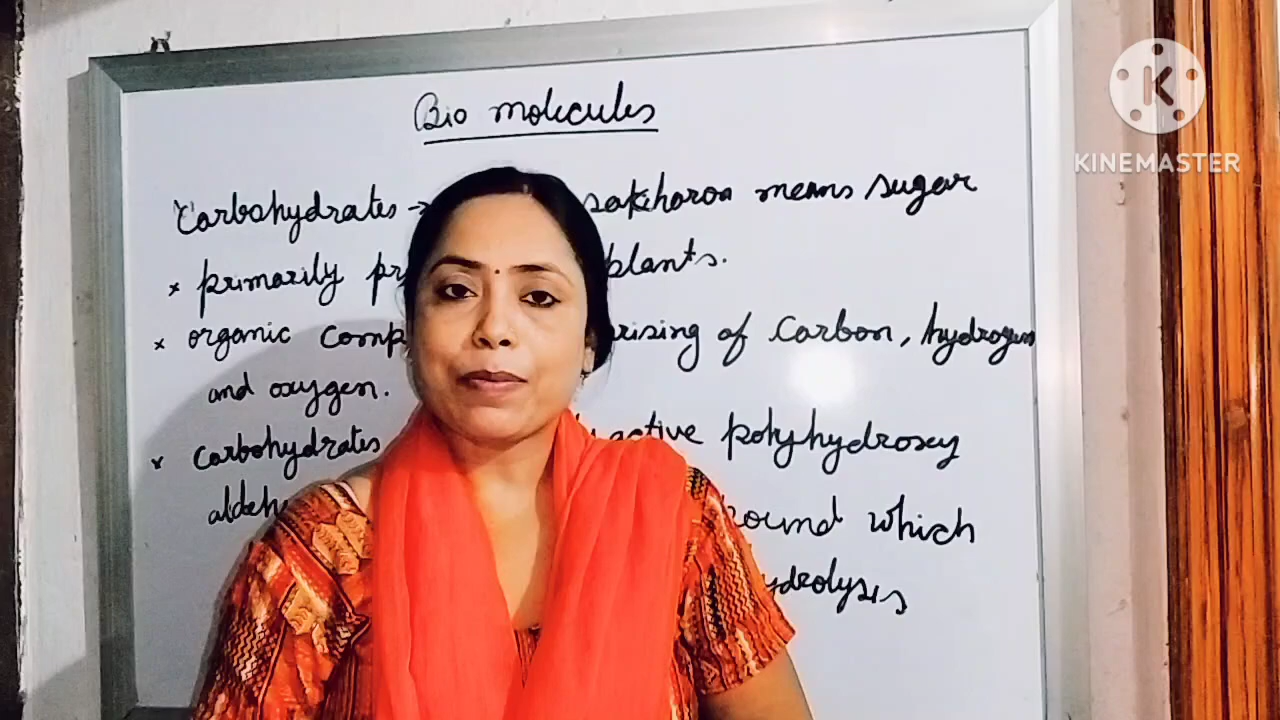 Bio molecules
Carbohydrates → sakharon means sugar
× primarily pr plants.
× organic comp rising of carbon, hydrogen
and oxygen.
× carbohydrates active polyhydroxy
aldeh ound which
ydrolysis
K
KINEMASTER